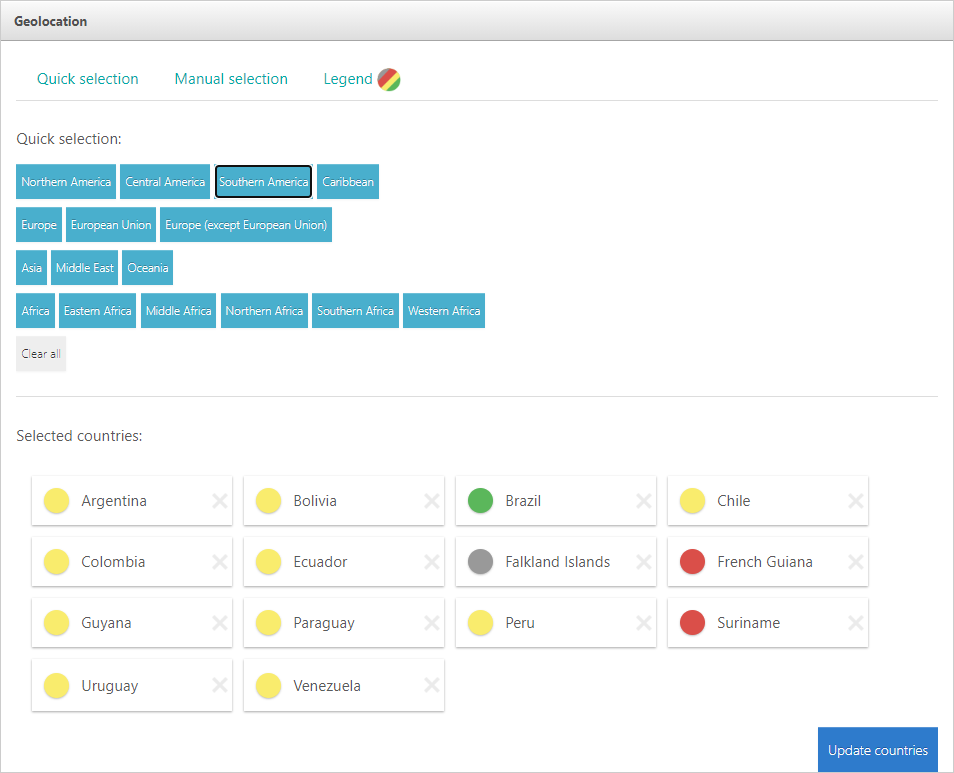 Geolocation
Quick selection Manual selection Legend
Quick selection:
Northern America Central America Southern America Caribbean
Europe European Union Europe (except European Union)
Asia Middle East Oceania
Africa Eastern Africa Middle Africa Northern Africa Southern Africa Western Africa
Clear all
Selected countries:
Argentina Bolivia Brazil Chile
Colombia Ecuador Falkland Islands French Guiana
Guyana Paraguay Peru Suriname
Uruguay Venezuela
Update countries